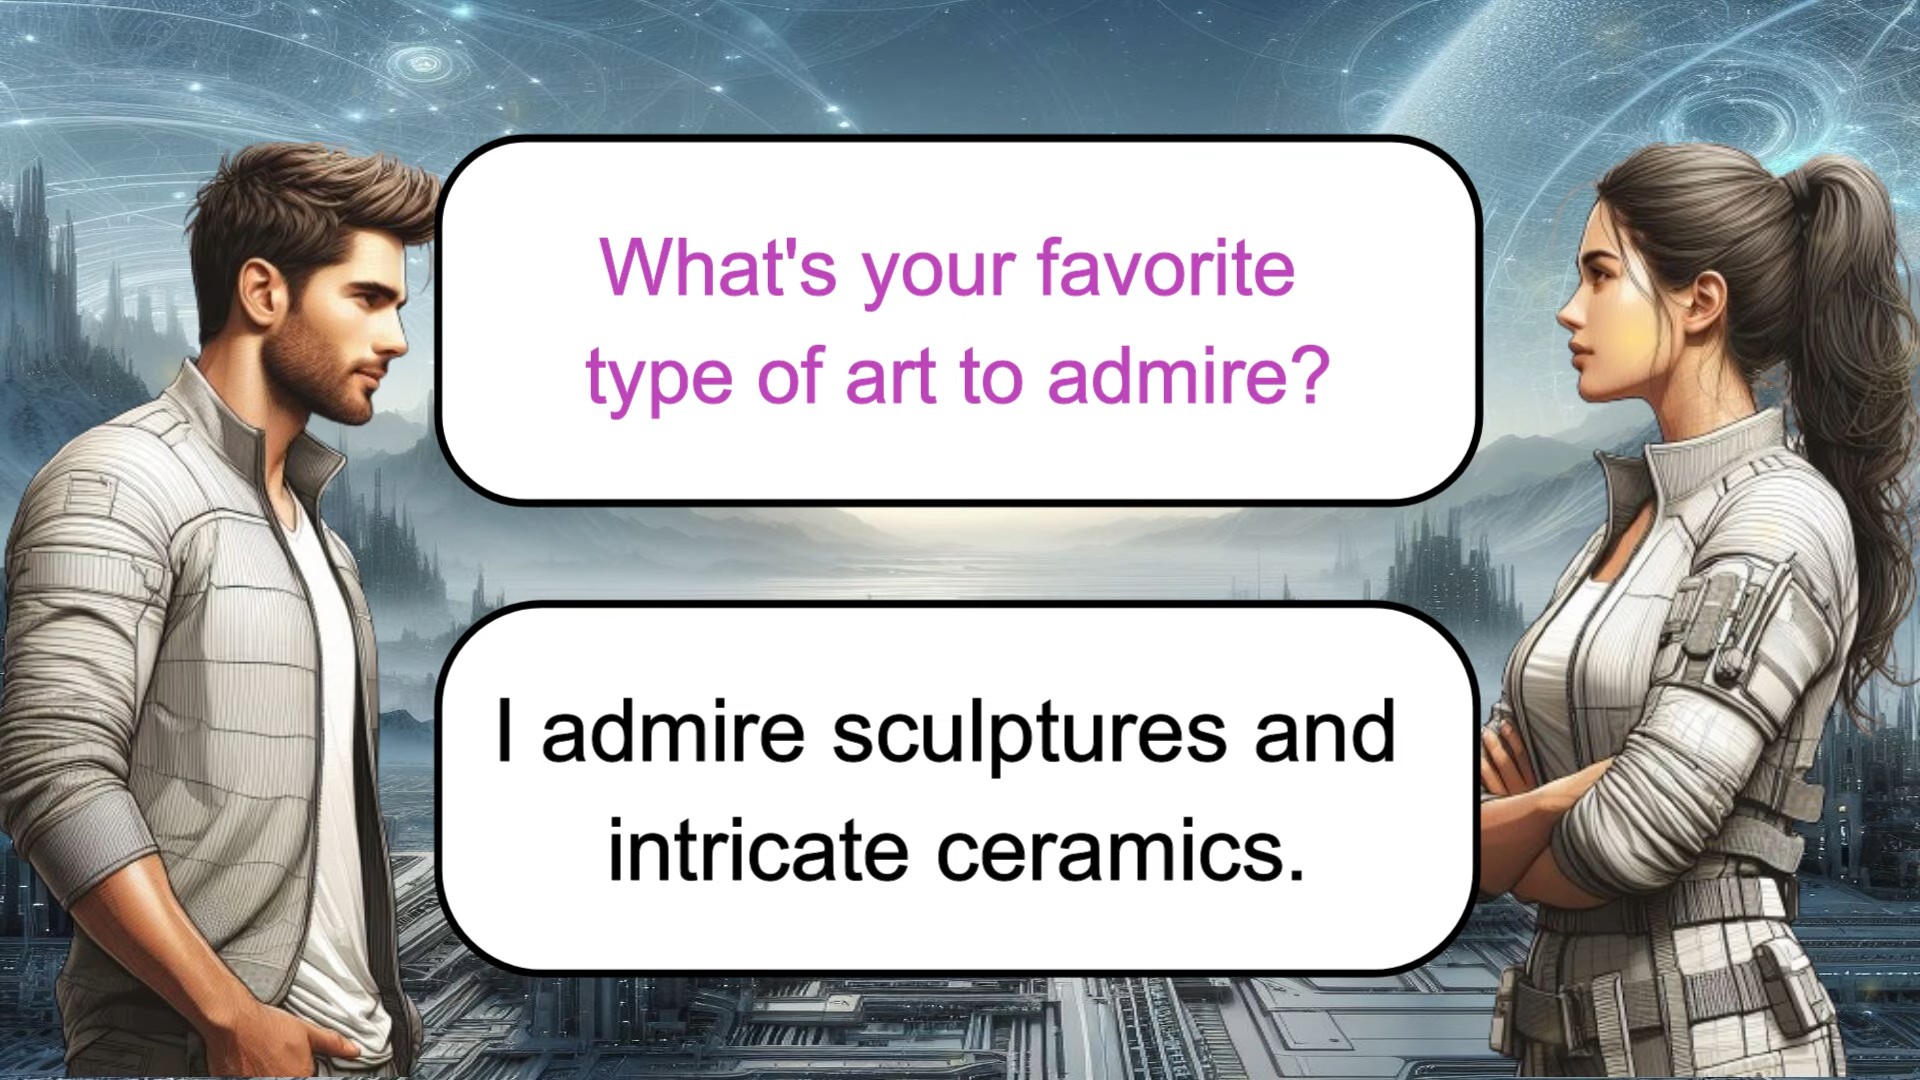 What's your favorite
type of art to admire?
I admire sculptures and
intricate ceramics.